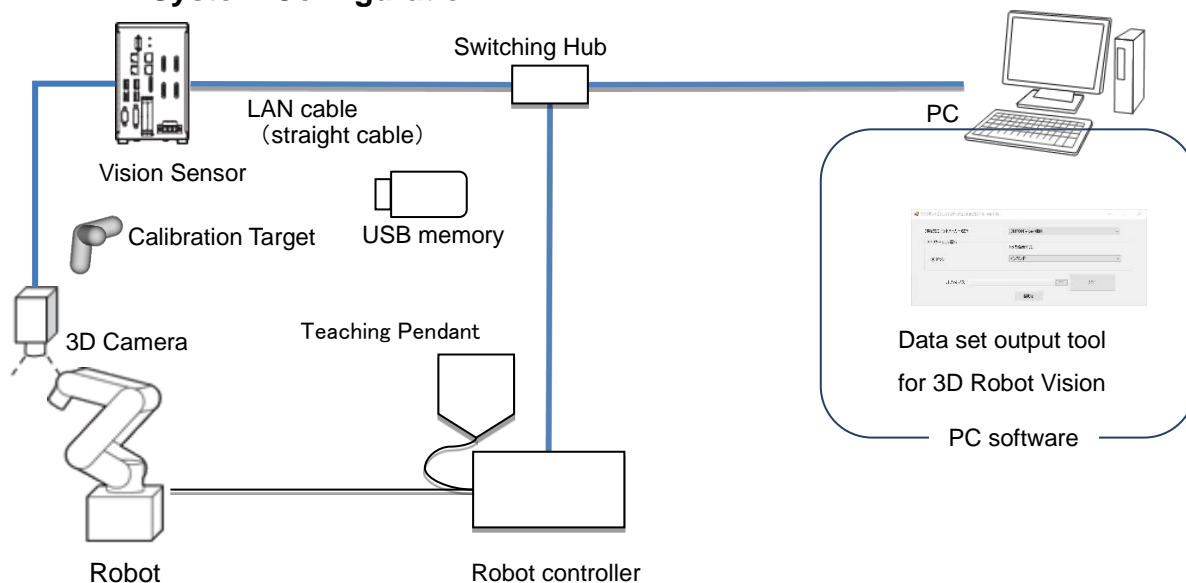 System Configuration
Switching Hub
LAN cable
（straight cable）
PC
Vision Sensor
Calibration Target
USB memory
3D Camera
Teaching Pendant
Data set output tool
for 3D Robot Vision
PC software
Robot
Robot controller